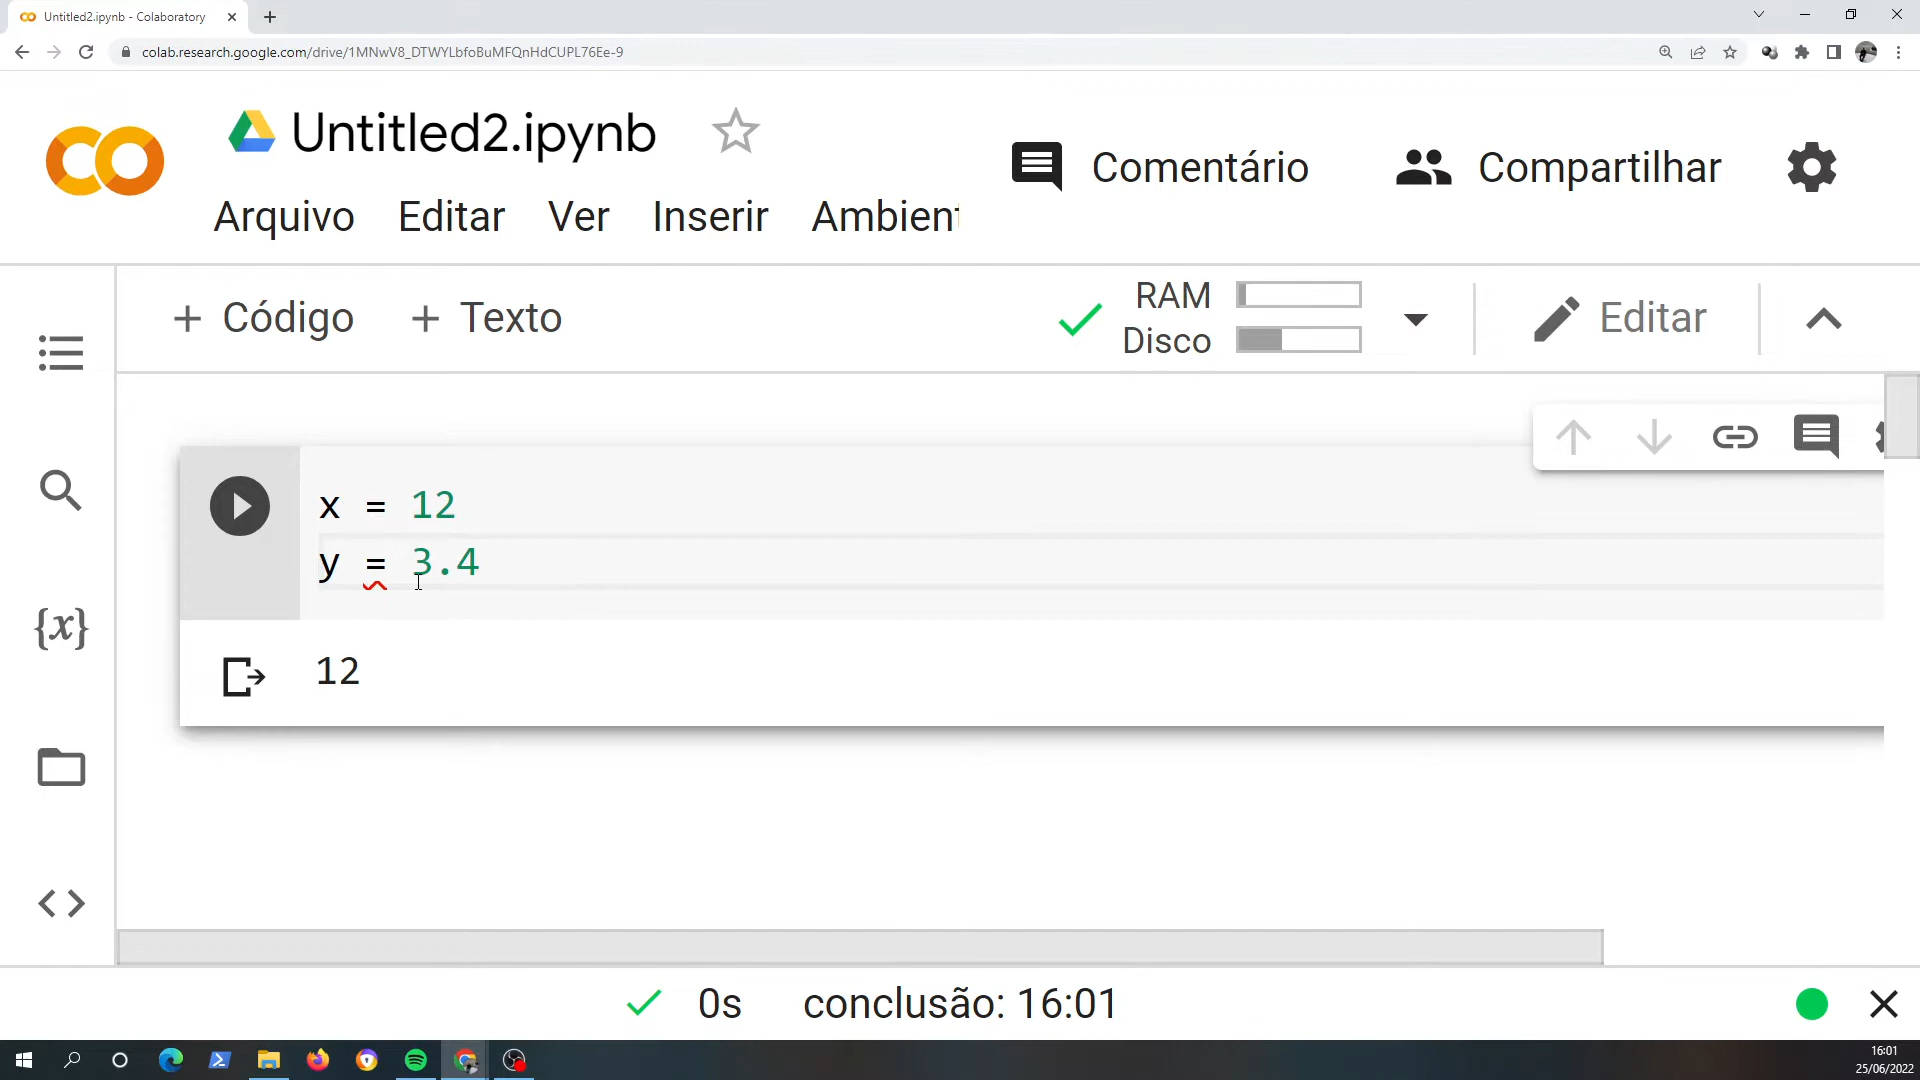 Untitled2.ipynb - Colaboratory
colab.research.google.com/drive/1MNwV8_DTWYLbfoBuMFQnHdCUPL76Ee-9
Untitled2.ipynb
Comentário
Compartilhar
Arquivo Editar Ver Inserir Ambient
+ Código + Texto
RAM
Disco
Editar
x = 12
y = 3.4
{x}
12
0s conclusão: 16:01
16:01
25/06/2022